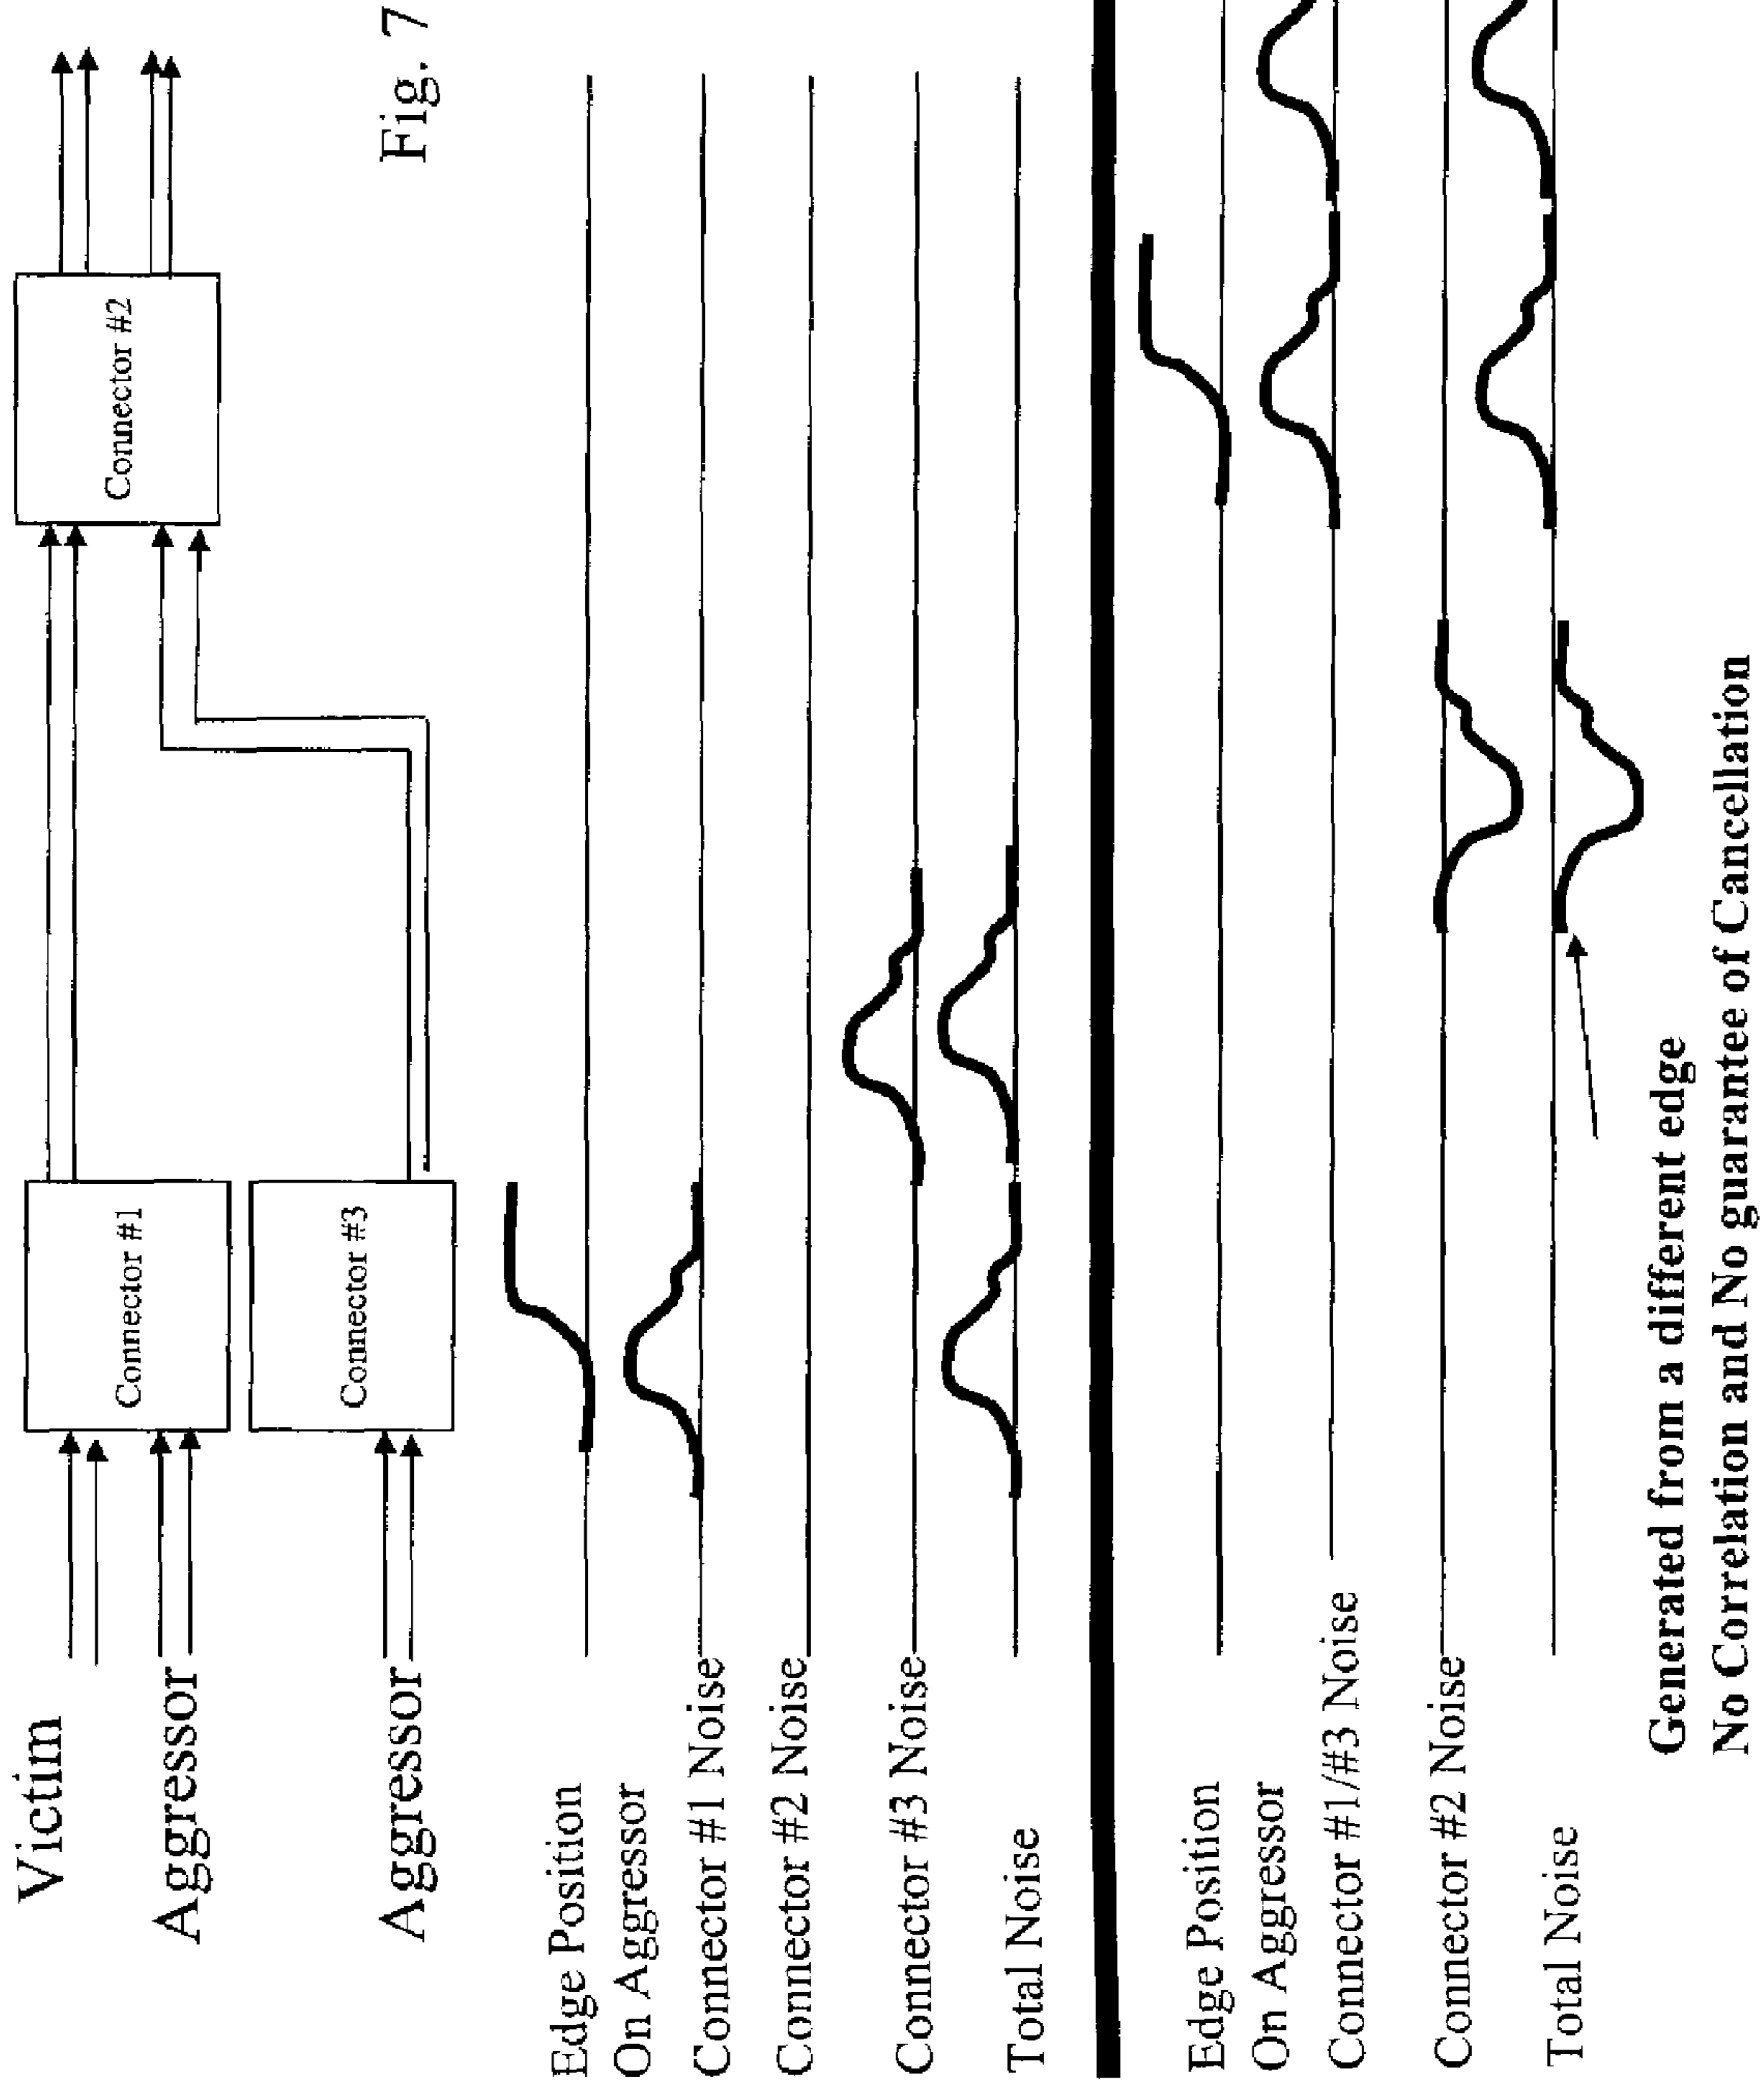 Victim
Aggressor
Aggressor
Connector #1
Connector #3
Connector #2
Fig. 7
Edge Position
On Aggressor
Connector #1 Noise
Connector #2 Noise
Connector #3 Noise
Total Noise
Edge Position
On Aggressor
Connector #1/#3 Noise
Connector #2 Noise
Total Noise
Generated from a different edge
No Correlation and No guarantee of Cancellation